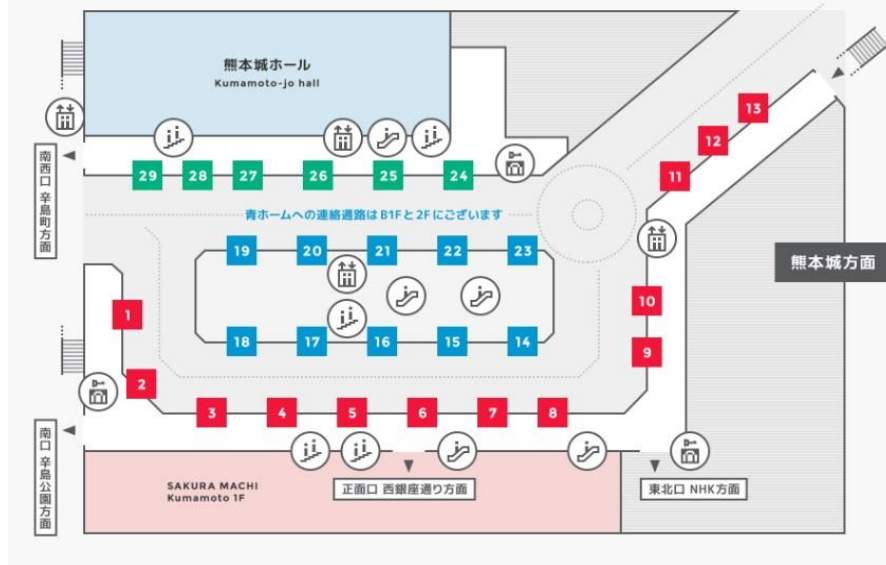 熊本城ホール
Kumamoto-jo hall
13
12
11
南西口 辛島町方面
29 28 27 26 25 24
青ホームへの連絡通路はB1Fと2Fにございます
19 20 21 22 23
熊本城方面
1
10
18 17 16 15 14
9
2
3 4 5 6 7 8
南口 辛島公園方面
SAKURA MACHI
Kumamoto 1F
正面口 西銀座通り方面
東北口 NHK方面